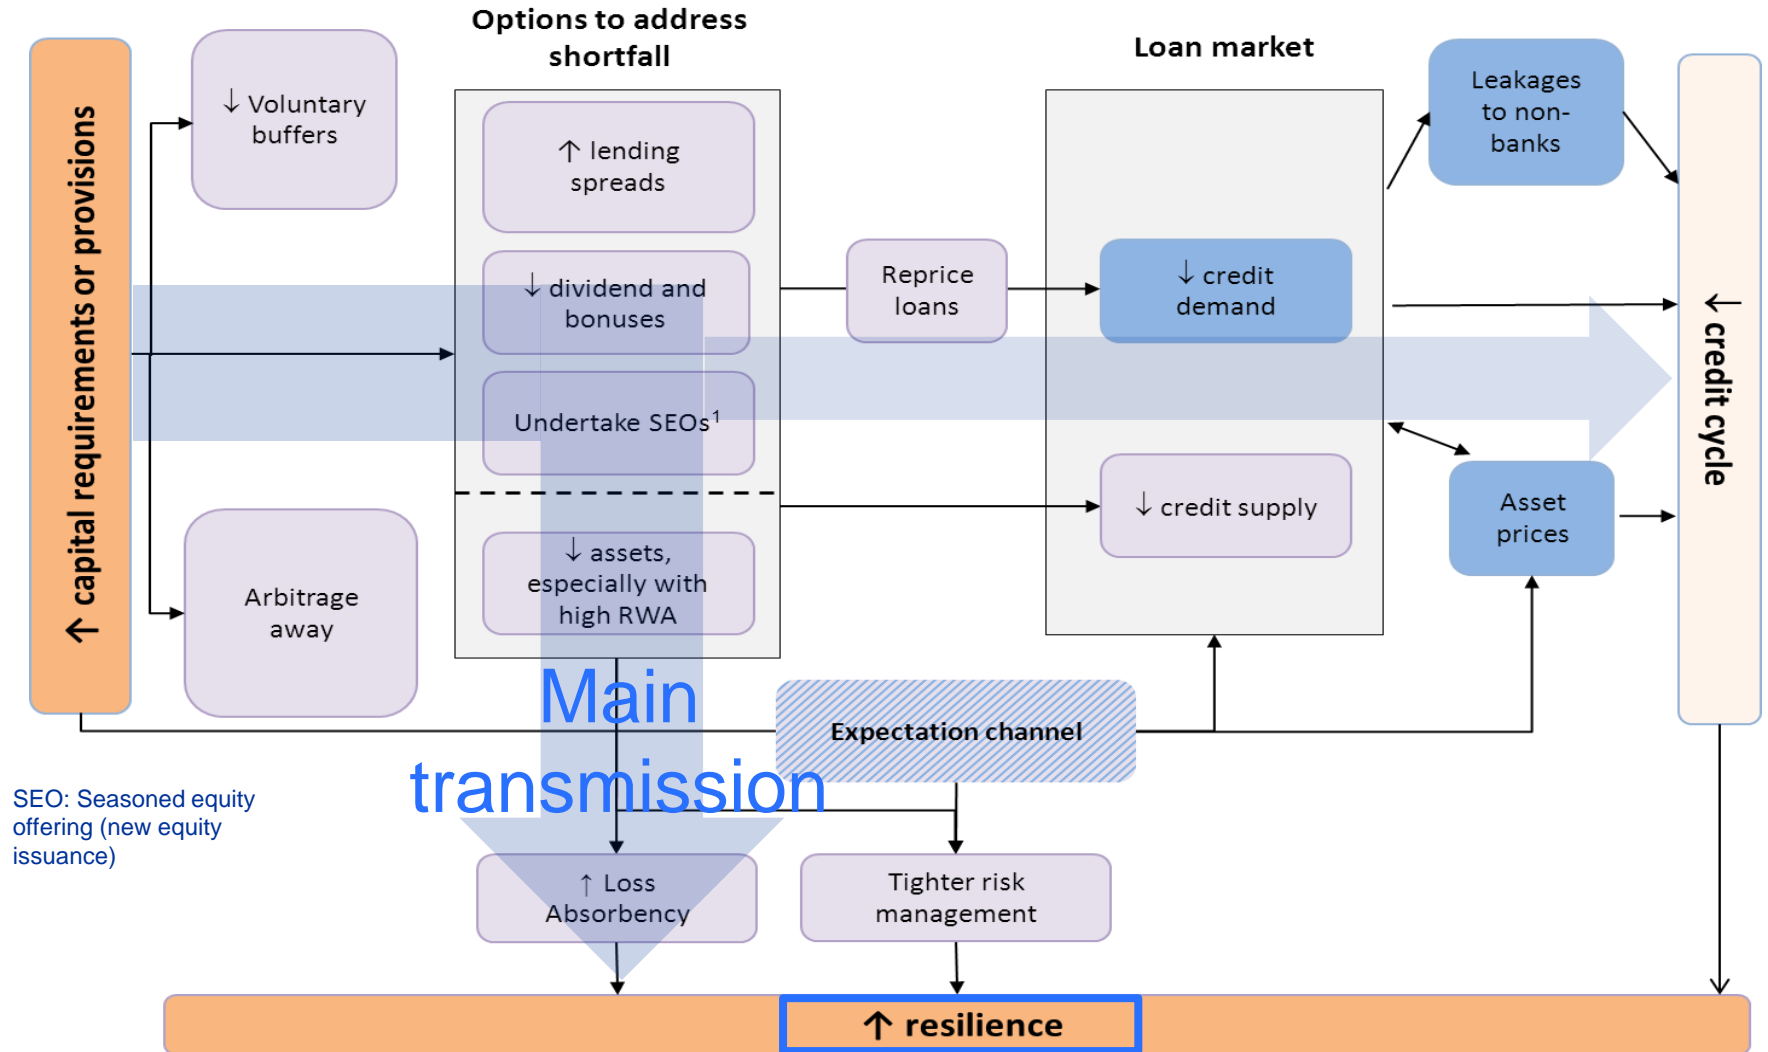 Options to address
shortfall
Loan market
↑ capital requirements or provisions
↓ Voluntary
buffers
Arbitrage
away
↑ lending
spreads
↓ dividend and
bonuses
Undertake SEOs¹
↓ assets,
especially with
high RWA
Reprice
loans
↓ credit
demand
↓ credit supply
Leakages
to non-
banks
Asset
prices
↓ credit cycle
Main
transmission
Expectation channel
SEO: Seasoned equity
offering (new equity
issuance)
↑ Loss
Absorbency
Tighter risk
management
↑ resilience